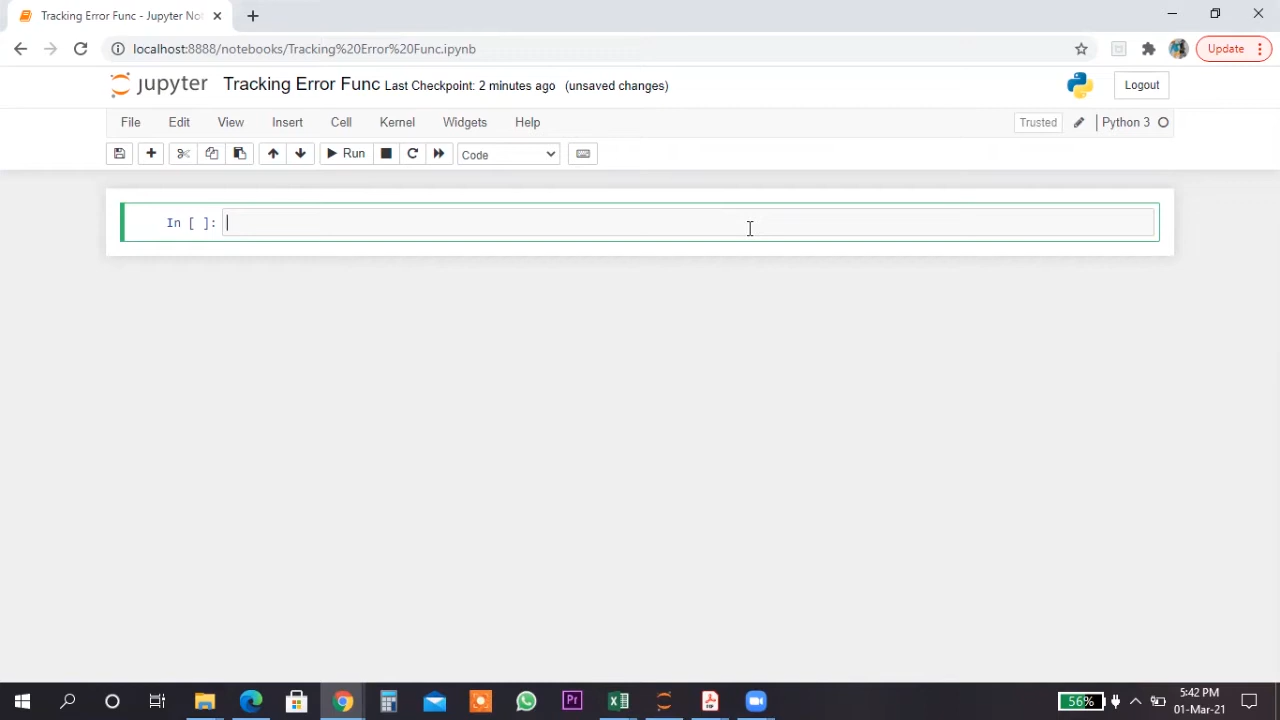 Tracking Error Func - Jupyter Not
localhost:8888/notebooks/Tracking%20Error%20Func.ipynb
Update
jupyter Tracking Error Func Last Checkpoint: 2 minutes ago (unsaved changes)
Logout
File Edit View Insert Cell Kernel Widgets Help
Trusted Python 3
Run Code
In [ ]:
Pr
56%
5:42 PM
01-Mar-21